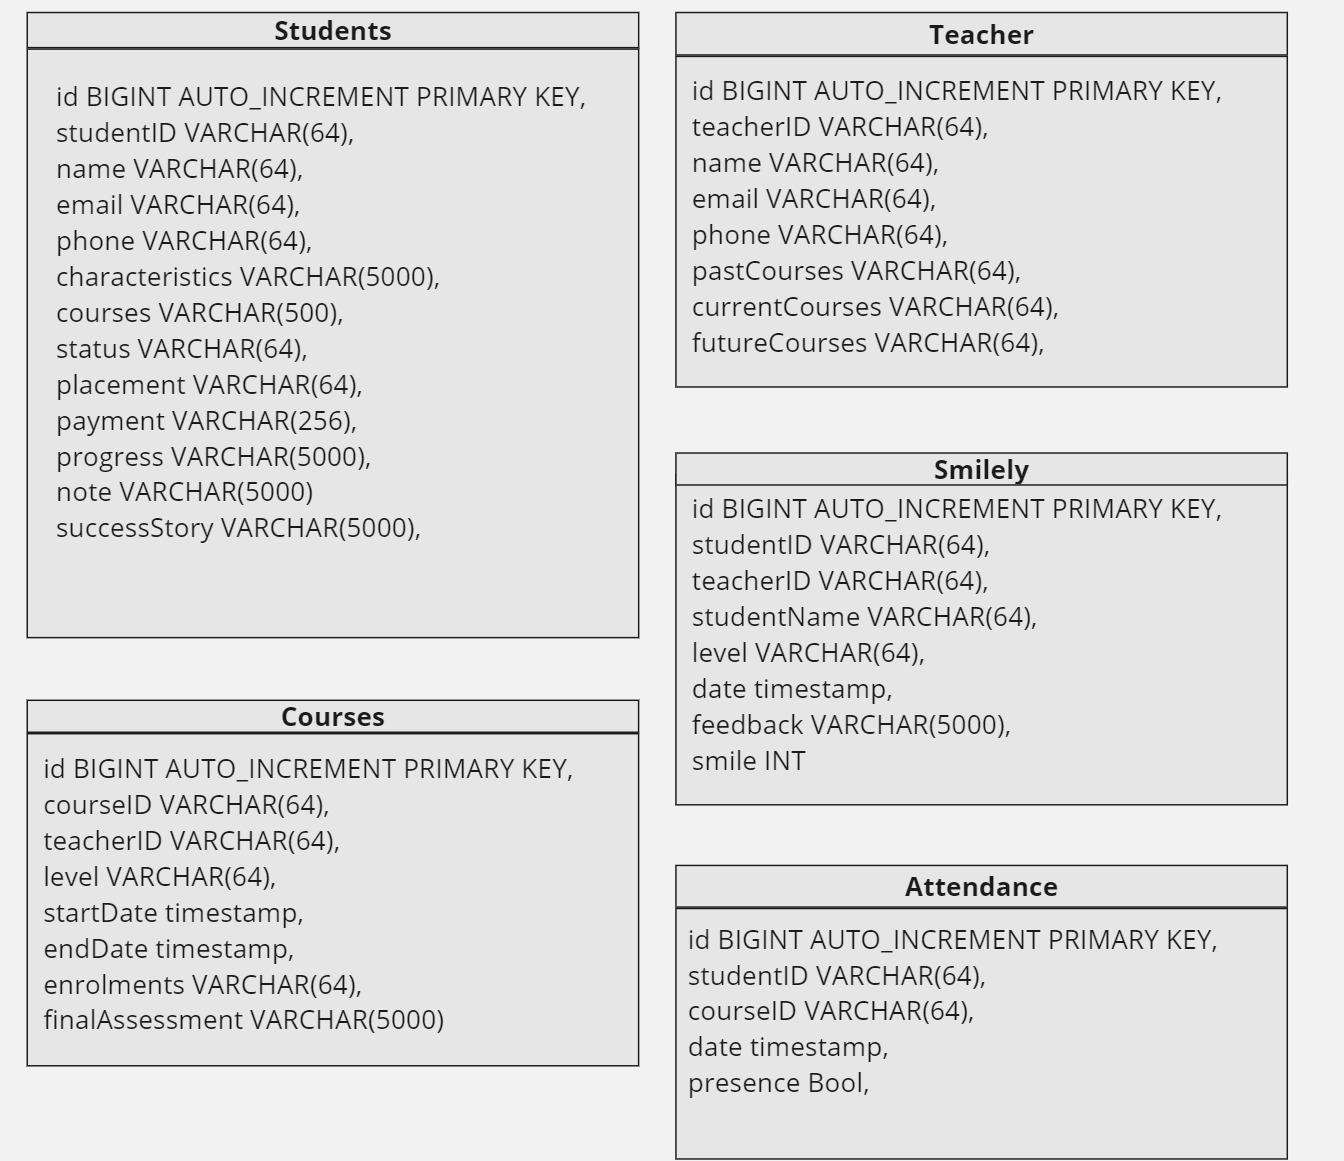 Students
id BIGINT AUTO_INCREMENT PRIMARY KEY,
studentID VARCHAR(64),
name VARCHAR(64),
email VARCHAR(64),
phone VARCHAR(64),
characteristics VARCHAR(5000),
courses VARCHAR(500),
status VARCHAR(64),
placement VARCHAR(64),
payment VARCHAR(256),
progress VARCHAR(5000),
note VARCHAR(5000)
successStory VARCHAR(5000),
Teacher
id BIGINT AUTO_INCREMENT PRIMARY KEY,
teacherID VARCHAR(64),
name VARCHAR(64),
email VARCHAR(64),
phone VARCHAR(64),
pastCourses VARCHAR(64),
currentCourses VARCHAR(64),
futureCourses VARCHAR(64),
Smilely
id BIGINT AUTO_INCREMENT PRIMARY KEY,
studentID VARCHAR(64),
teacherID VARCHAR(64),
studentName VARCHAR(64),
level VARCHAR(64),
date timestamp,
feedback VARCHAR(5000),
smile INT
Courses
id BIGINT AUTO_INCREMENT PRIMARY KEY,
courseID VARCHAR(64),
teacherID VARCHAR(64),
level VARCHAR(64),
startDate timestamp,
endDate timestamp,
enrolments VARCHAR(64),
finalAssessment VARCHAR(5000)
Attendance
id BIGINT AUTO_INCREMENT PRIMARY KEY,
studentID VARCHAR(64),
courseID VARCHAR(64),
date timestamp,
presence Bool,